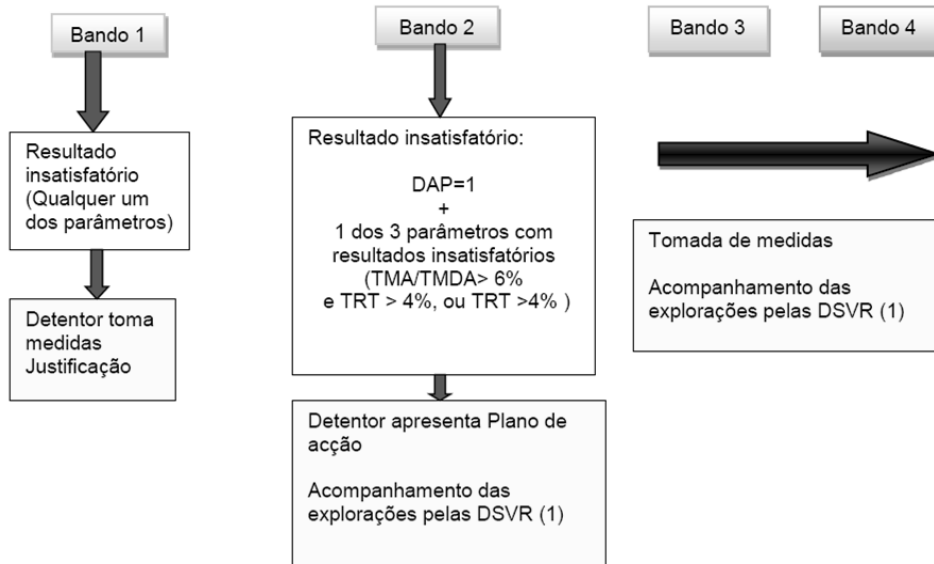 Bando 1
Resultado
insatisfatório
(Qualquer um
dos parâmetros)
Detentor toma
medidas
Justificação
Bando 2
Resultado insatisfatório:
DAP=1
+
1 dos 3 parâmetros com
resultados insatisfatórios
(TMA/TMDA> 6%
e TRT > 4%, ou TRT >4% )
Detentor apresenta Plano de
acção
Acompanhamento das
explorações pelas DSVR (1)
Bando 3
Bando 4
Tomada de medidas
Acompanhamento das
explorações pelas DSVR (1)